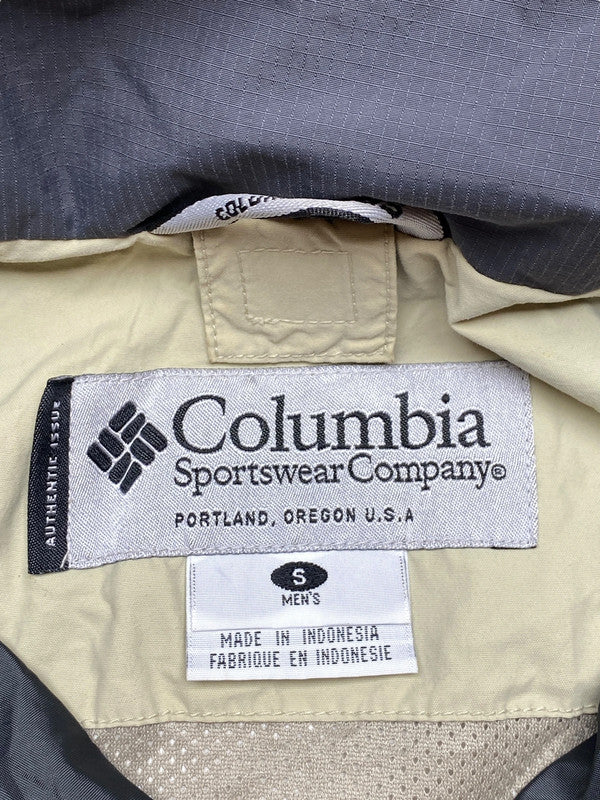 AUTHENTIC ISSUE
Columbia
Sportswear Company®
PORTLAND, OREGON U.S.A
S
MEN'S
MADE IN INDONESIA
FABRIQUE EN INDONESIE